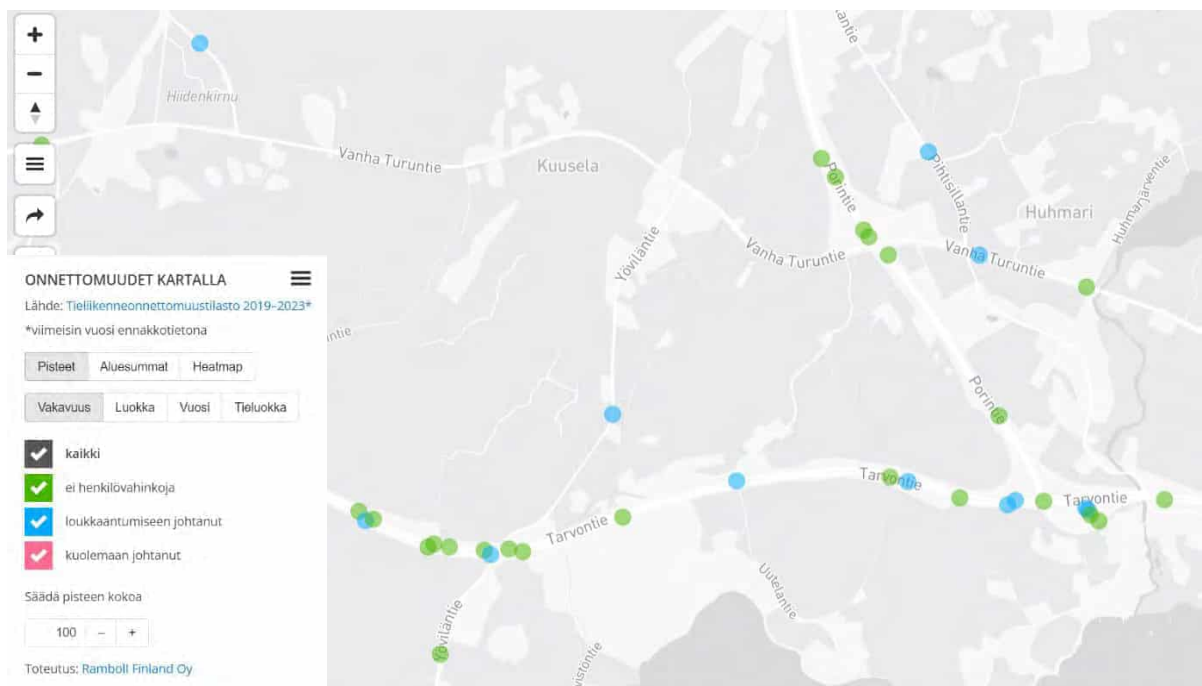 +
−
Hiidenkirnu
Vanha Turuntie
Kuusela
Porintie
Pihtisillantie
Huhmari
Huhmarjärventie
Yöviläntie
Vanha Turuntie
Vanha Turuntie
Porintie
Tarvontie
Tarvontie
Tarvontie
Uutelantie
Yöviläntie
ONNETTOMUUDET KARTALLA
Lähde: Tieliikenneonnettomuustilasto 2019–2023*
*viimeisin vuosi ennakkotietona
Pisteet Aluesummat Heatmap
Vakavuus Luokka Vuosi Tieluokka
kaikki
ei henkilövahinkoja
loukkaantumiseen johtanut
kuolemaan johtanut
Säädä pisteen kokoa
100 – +
Toteutus: Ramboll Finland Oy